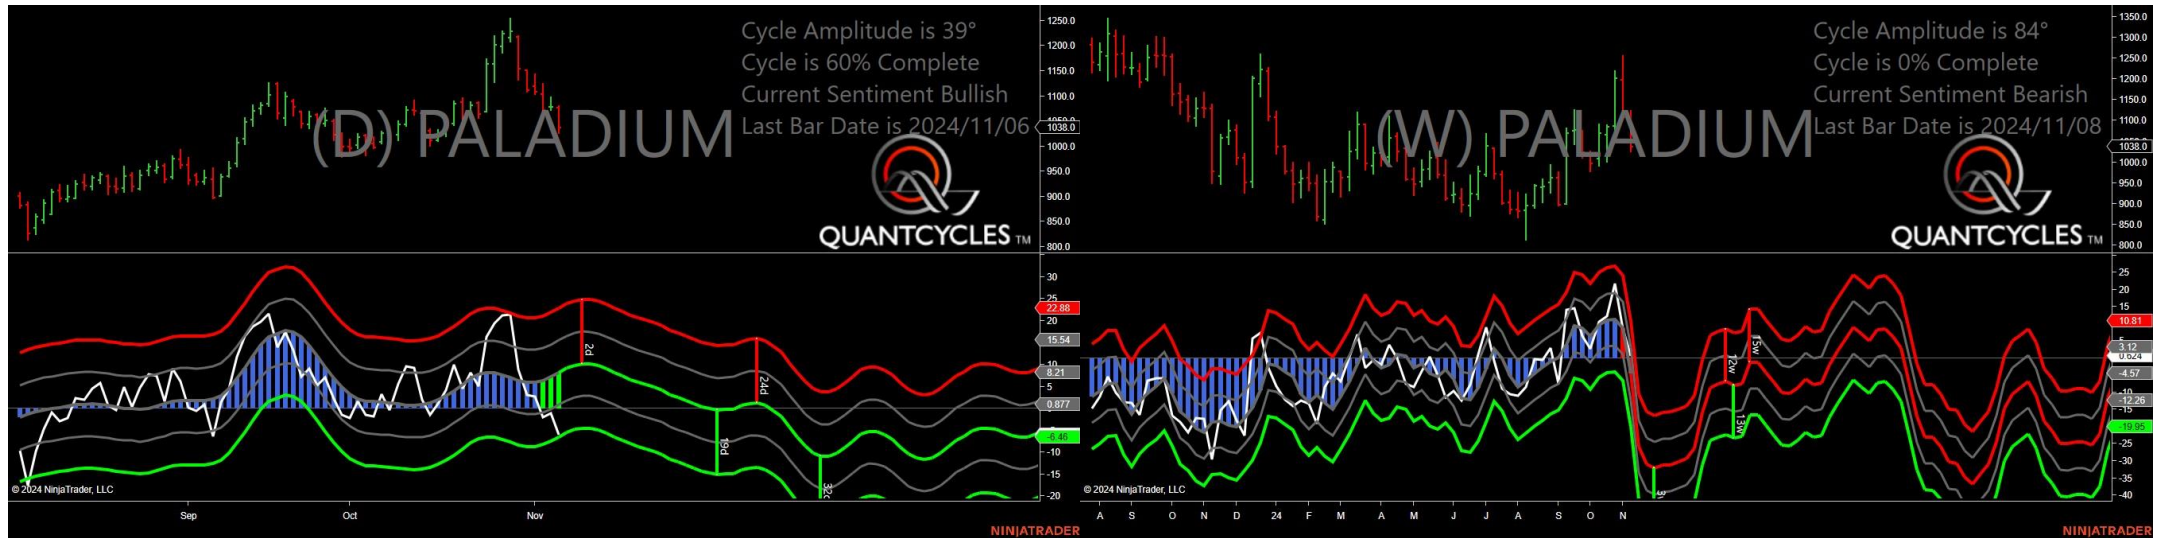 Cycle Amplitude is 39°
Cycle is 60% Complete
Current Sentiment Bullish
Last Bar Date is 2024/11/06
(D) PALADIUM
QUANTCYCLES TM
1250.0
1200.0
1150.0
1100.0
1038.0
1000.0
950.0
900.0
850.0
800.0
30
25
22.88
20
15.54
10
8.21
5
0.877
-6.46
-10
-15
-20
2d
24d
19d
© 2024 NinjaTrader, LLC
Sep Oct Nov
NINJATRADER
Cycle Amplitude is 84°
Cycle is 0% Complete
Current Sentiment Bearish
Last Bar Date is 2024/11/08
(W) PALADIUM
QUANTCYCLES TM
1350.0
1300.0
1250.0
1200.0
1150.0
1100.0
1038.0
1000.0
950.0
900.0
850.0
800.0
25
20
15
10.81
3.12
0.624
-4.57
-10
-12.26
-15
-19.95
-25
-30
-35
-40
12w
15w
13w
© 2024 NinjaTrader, LLC
A S O N D 24 F M A M J J A S O N
NINJATRADER